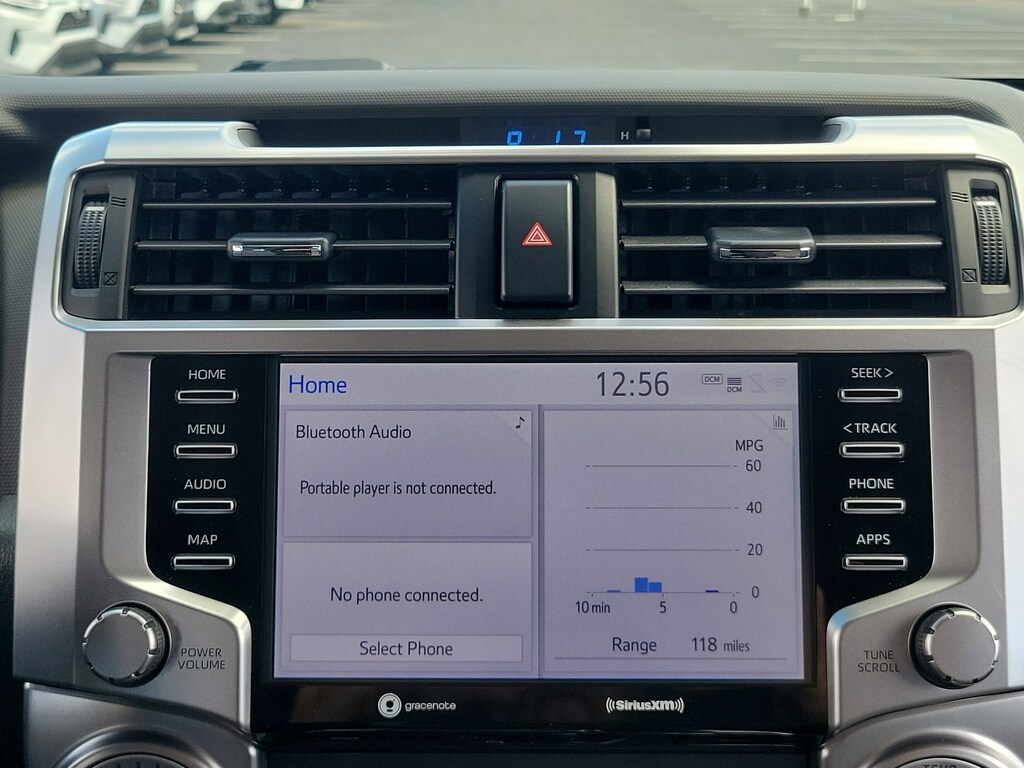 0 17 H
HOME
MENU
AUDIO
MAP
POWER
VOLUME
Home 12:56 DCM DCM
Bluetooth Audio
Portable player is not connected.
No phone connected.
Select Phone
MPG
60
40
20
0
10 min 5 0
Range 118 miles
SEEK >
< TRACK
PHONE
APPS
TUNE
SCROLL
gracenote
((SiriusXM))